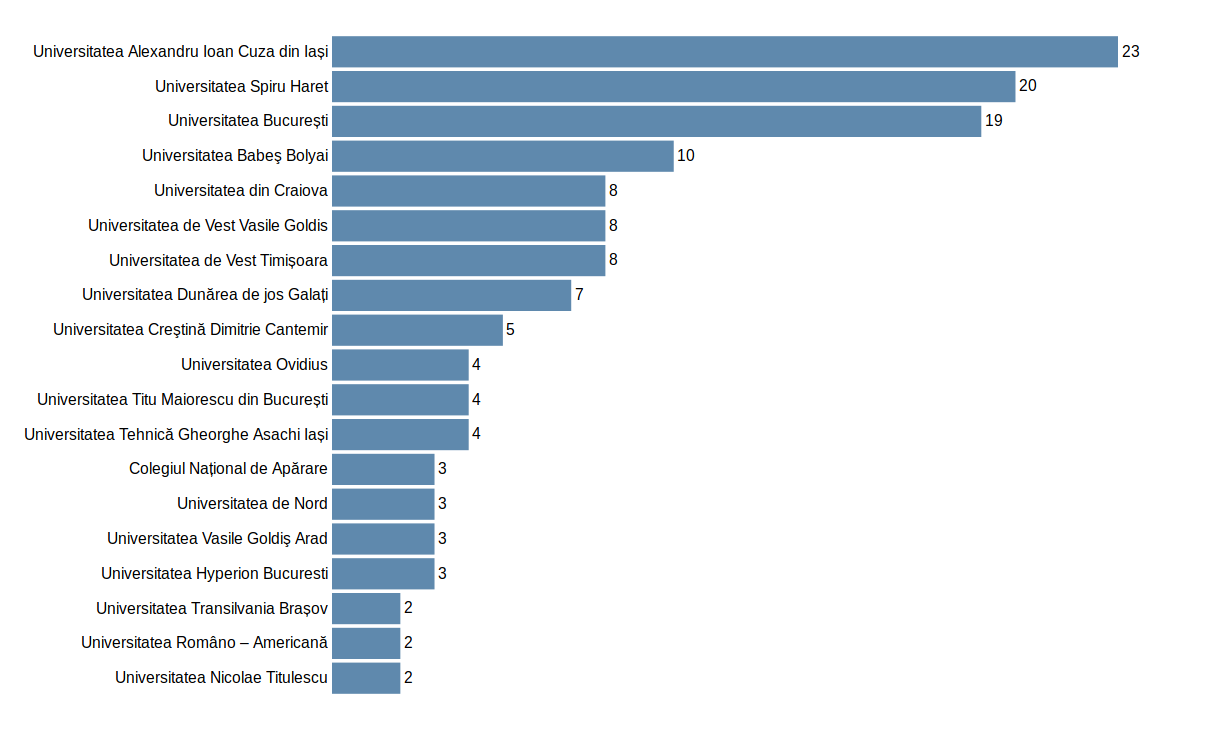 Universitatea Alexandru Ioan Cuza din Iași 23
Universitatea Spiru Haret 20
Universitatea București 19
Universitatea Babeş Bolyai 10
Universitatea din Craiova 8
Universitatea de Vest Vasile Goldis 8
Universitatea de Vest Timișoara 8
Universitatea Dunărea de jos Galați 7
Universitatea Creştină Dimitrie Cantemir 5
Universitatea Ovidius 4
Universitatea Titu Maiorescu din București 4
Universitatea Tehnică Gheorghe Asachi Iași 4
Colegiul Național de Apărare 3
Universitatea de Nord 3
Universitatea Vasile Goldiş Arad 3
Universitatea Hyperion Bucuresti 3
Universitatea Transilvania Brașov 2
Universitatea Româno – Americană 2
Universitatea Nicolae Titulescu 2